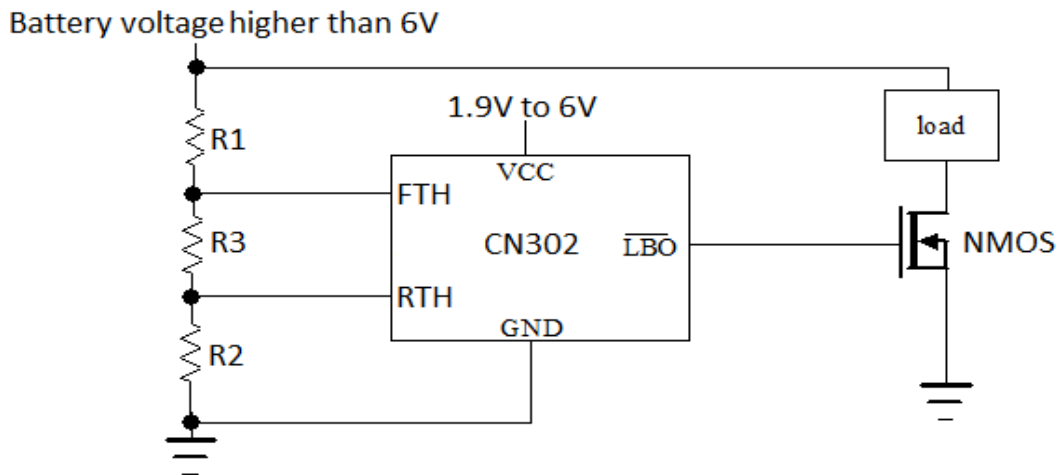 Battery voltage higher than 6V
1.9V to 6V
load
R1
VCC
FTH
R3
CN302
LBO
NMOS
RTH
GND
R2